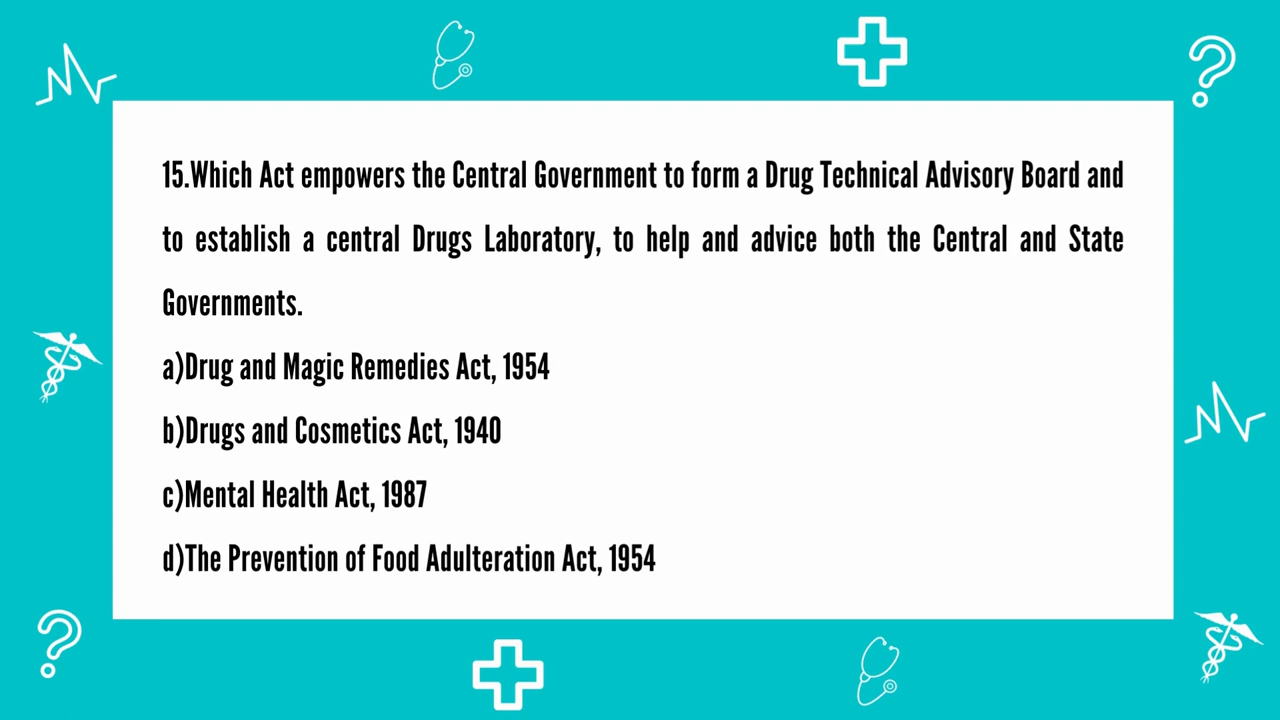 15.Which Act empowers the Central Government to form a Drug Technical Advisory Board and
to establish a central Drugs Laboratory, to help and advice both the Central and State
Governments.
a)Drug and Magic Remedies Act, 1954
b)Drugs and Cosmetics Act, 1940
c)Mental Health Act, 1987
d)The Prevention of Food Adulteration Act, 1954